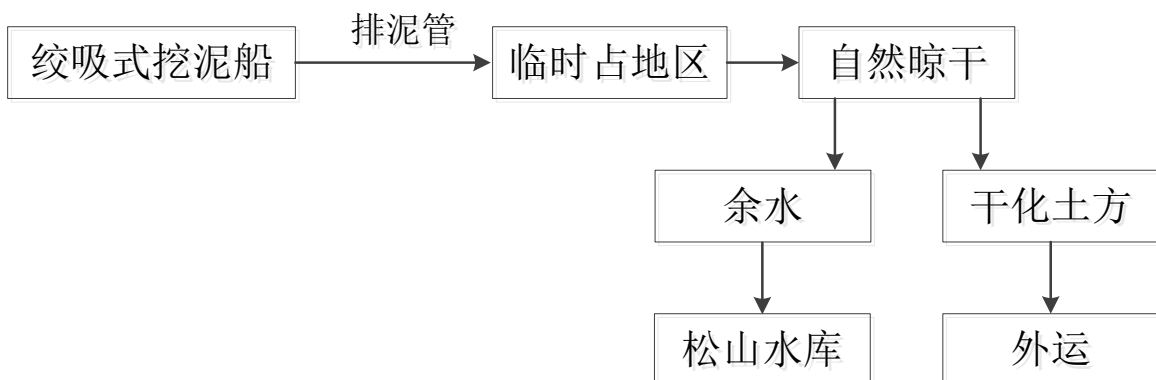 排泥管
绞吸式挖泥船
临时占地区
自然晾干
余水
干化土方
松山水库
外运